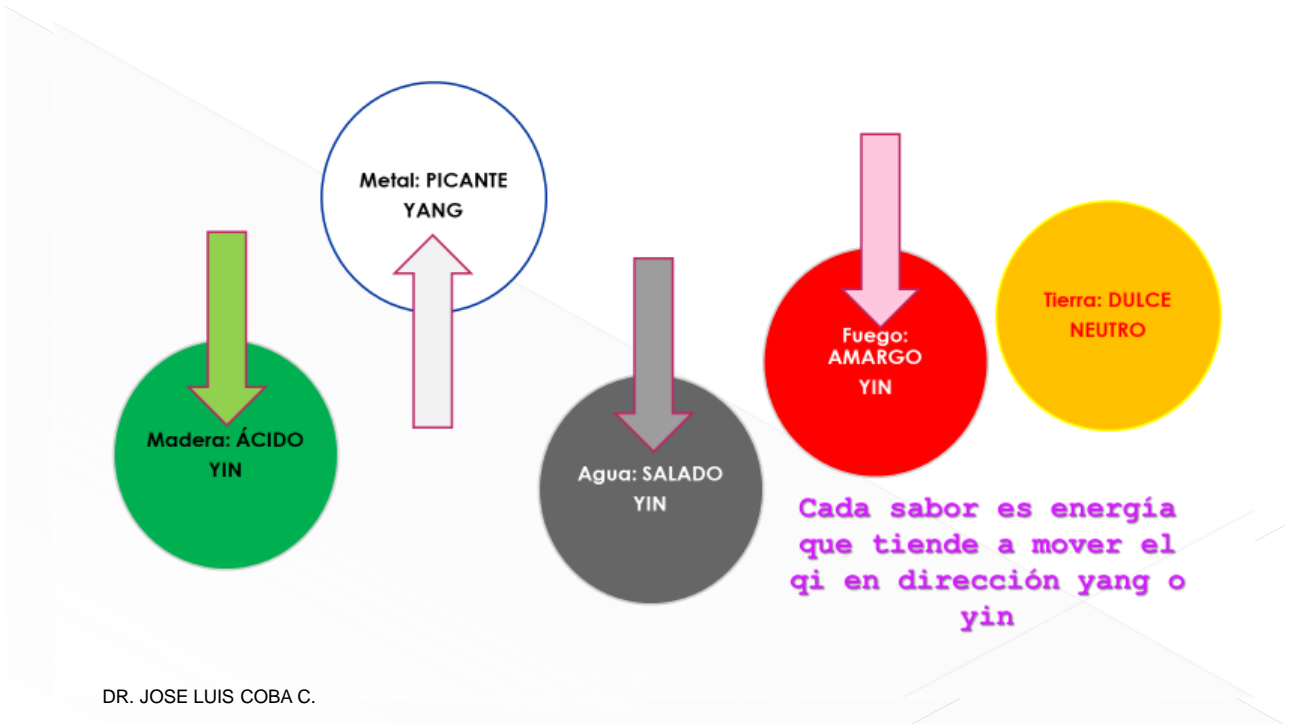 Metal: PICANTE
YANG
Madera: ÁCIDO
YIN
Agua: SALADO
YIN
Fuego:
AMARGO
YIN
Tierra: DULCE
NEUTRO
Cada sabor es energía
que tiende a mover el
qi en dirección yang o
yin
DR. JOSE LUIS COBA C.